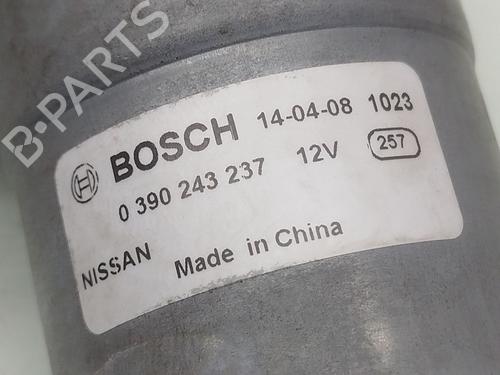 B-PARTS
BOSCH 14-04-08 1023
0 390 243 237 12V 257
NISSAN Made in China